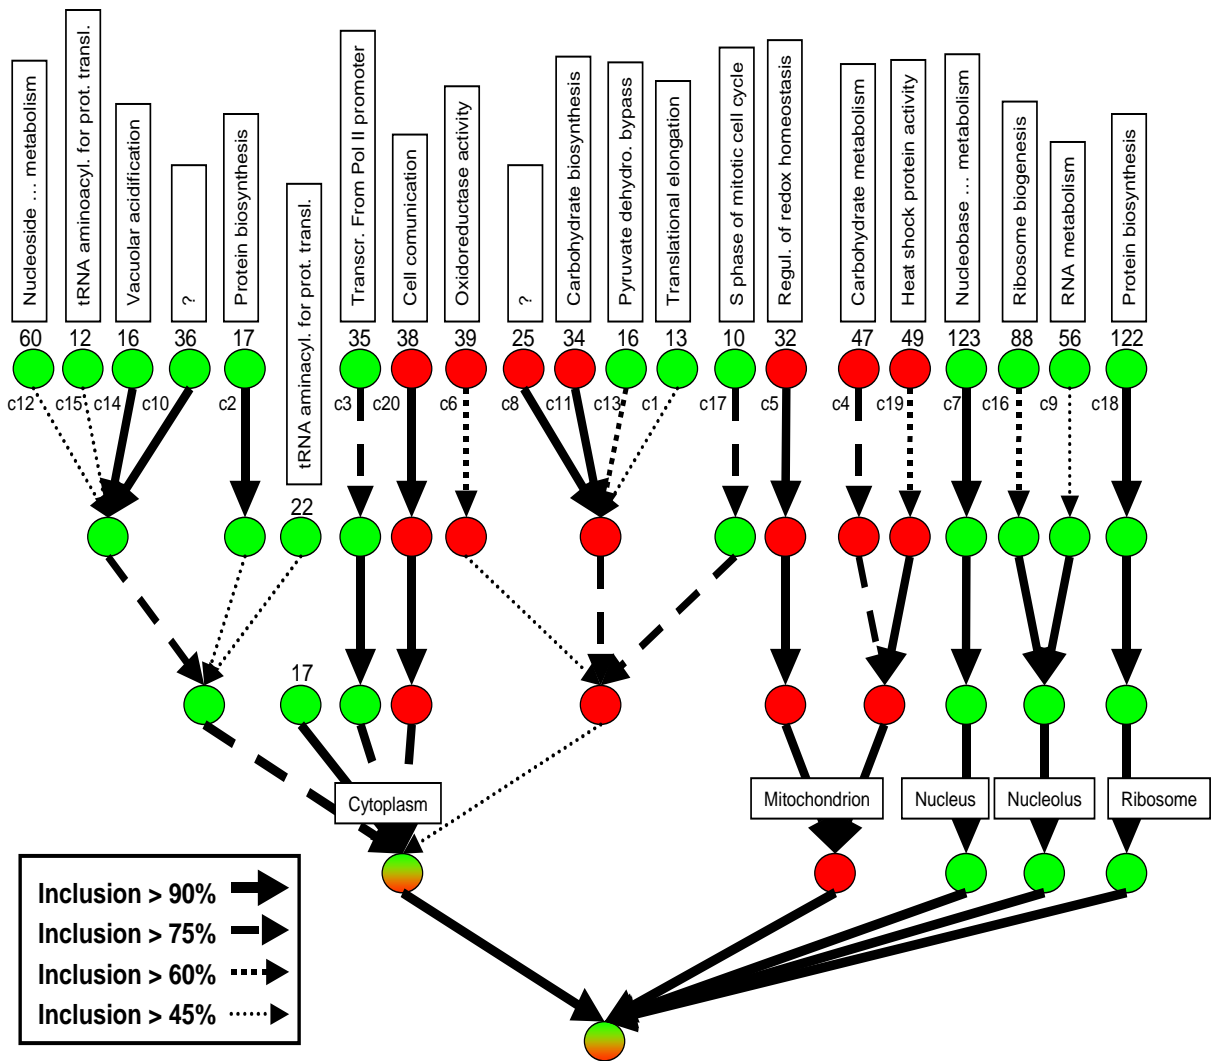 Nucleoside ... metabolism
tRNA aminoacyl. for prot. transl.
Vacuolar acidification
?
Protein biosynthesis
tRNA aminacyl. for prot. transl.
Transcr. From Pol II promoter
Cell comunication
Oxidoreductase activity
?
Carbohydrate biosynthesis
Pyruvate dehydro. bypass
Translational elongation
S phase of mitotic cell cycle
Regul. of redox homeostasis
Carbohydrate metabolism
Heat shock protein activity
Nucleobase ... metabolism
Ribosome biogenesis
RNA metabolism
Protein biosynthesis
60 12 16 36 17 35 38 39 25 34 16 13 10 32 47 49 123 88 56 122
c12 c15 c14 c10 c2 c3 c20 c6 c8 c11 c13 c1 c17 c5 c4 c19 c7 c16 c9 c18
22
17
Cytoplasm Mitochondrion Nucleus Nucleolus Ribosome
Inclusion > 90%
Inclusion > 75%
Inclusion > 60%
Inclusion > 45%